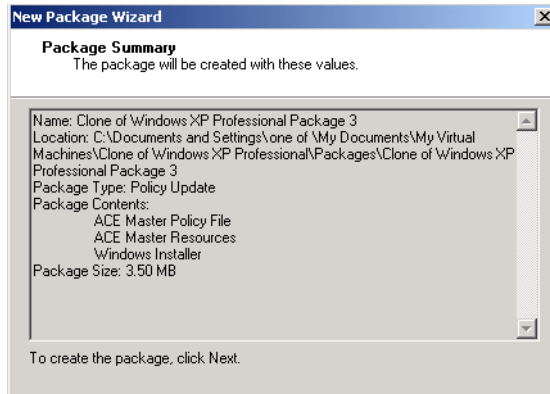 New Package Wizard
Package Summary
The package will be created with these values.
Name: Clone of Windows XP Professional Package 3
Location: C:\Documents and Settings\one of \My Documents\My Virtual
Machines\Clone of Windows XP Professional\Packages\Clone of Windows XP
Professional Package 3
Package Type: Policy Update
Package Contents:
ACE Master Policy File
ACE Master Resources
Windows Installer
Package Size: 3.50 MB
To create the package, click Next.